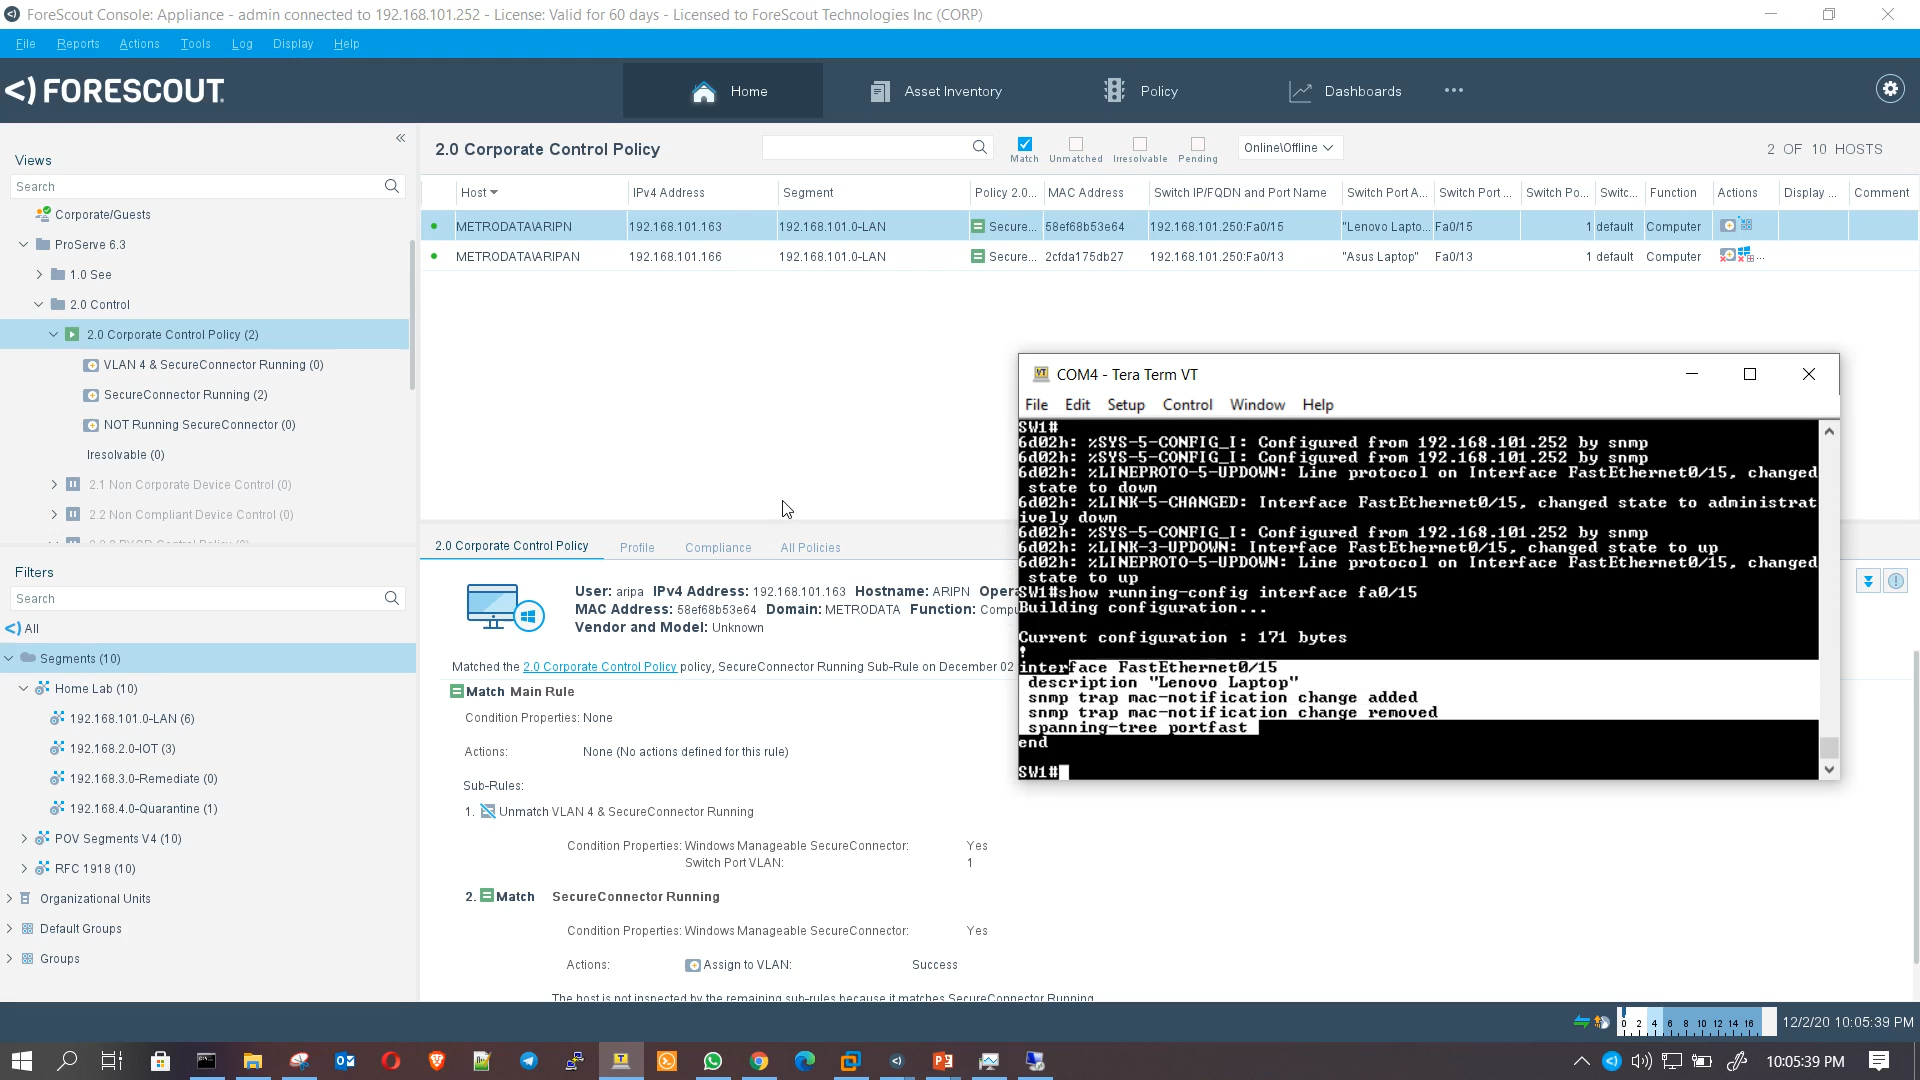 ForeScout Console: Appliance - admin connected to 192.168.101.252 - License: Valid for 60 days - Licensed to ForeScout Technologies Inc (CORP)
File Reports Actions Tools Log Display Help
FORESCOUT.
Home
Asset Inventory
Policy
Dashboards
Views
Search
Corporate/Guests
ProServe 6.3
1.0 See
2.0 Control
2.0 Corporate Control Policy (2)
VLAN 4 & SecureConnector Running (0)
SecureConnector Running (2)
NOT Running SecureConnector (0)
Irresolvable (0)
2.1 Non Corporate Device Control (0)
2.2 Non Compliant Device Control (0)
Filters
Search
All
Segments (10)
Home Lab (10)
192.168.101.0-LAN (6)
192.168.2.0-IOT (3)
192.168.3.0-Remediate (0)
192.168.4.0-Quarantine (1)
POV Segments V4 (10)
RFC 1918 (10)
Organizational Units
Default Groups
Groups
2.0 Corporate Control Policy
Match Unmatched Irresolvable Pending
Online\Offline
2 OF 10 HOSTS
Host IPv4 Address Segment Policy 2.0... MAC Address Switch IP/FQDN and Port Name Switch Port A... Switch Port ... Switch Po... Switc... Function Actions Display ... Comment
METRODATA\ARIPN 192.168.101.163 192.168.101.0-LAN Secure... 58ef68b53e64 192.168.101.250:Fa0/15 "Lenovo Lapto... Fa0/15 1 default Computer
METRODATA\ARIPAN 192.168.101.166 192.168.101.0-LAN Secure... 2cfda175db27 192.168.101.250:Fa0/13 "Asus Laptop" Fa0/13 1 default Computer ...
2.0 Corporate Control Policy Profile Compliance All Policies
User: aripa IPv4 Address: 192.168.101.163 Hostname: ARIPN Opera
MAC Address: 58ef68b53e64 Domain: METRODATA Function: Compu
Vendor and Model: Unknown
Matched the 2.0 Corporate Control Policy policy, SecureConnector Running Sub-Rule on December 02
Match Main Rule
Condition Properties: None
Actions: None (No actions defined for this rule)
Sub-Rules:
1. Unmatch VLAN 4 & SecureConnector Running
Condition Properties: Windows Manageable SecureConnector: Yes
Switch Port VLAN: 1
2. Match SecureConnector Running
Condition Properties: Windows Manageable SecureConnector: Yes
Actions: Assign to VLAN: Success
The host is not inspected by the remaining sub-rules because it matches SecureConnector Running
COM4 - Tera Term VT
File Edit Setup Control Window Help
SW1#
6d02h: %SYS-5-CONFIG_I: Configured from 192.168.101.252 by snmp
6d02h: %SYS-5-CONFIG_I: Configured from 192.168.101.252 by snmp
6d02h: %LINEPROTO-5-UPDOWN: Line protocol on Interface FastEthernet0/15, changed
state to down
6d02h: %LINK-5-CHANGED: Interface FastEthernet0/15, changed state to administrat
ively down
6d02h: %SYS-5-CONFIG_I: Configured from 192.168.101.252 by snmp
6d02h: %LINK-3-UPDOWN: Interface FastEthernet0/15, changed state to up
6d02h: %LINEPROTO-5-UPDOWN: Line protocol on Interface FastEthernet0/15, changed
state to up
SW1#show running-config interface fa0/15
Building configuration...
Current configuration : 171 bytes
!
interface FastEthernet0/15
description "Lenovo Laptop"
snmp trap mac-notification change added
snmp trap mac-notification change removed
spanning-tree portfast
end
SW1#
0 2 4 6 8 10 12 14 16
12/2/20 10:05:39 PM
10:05:39 PM